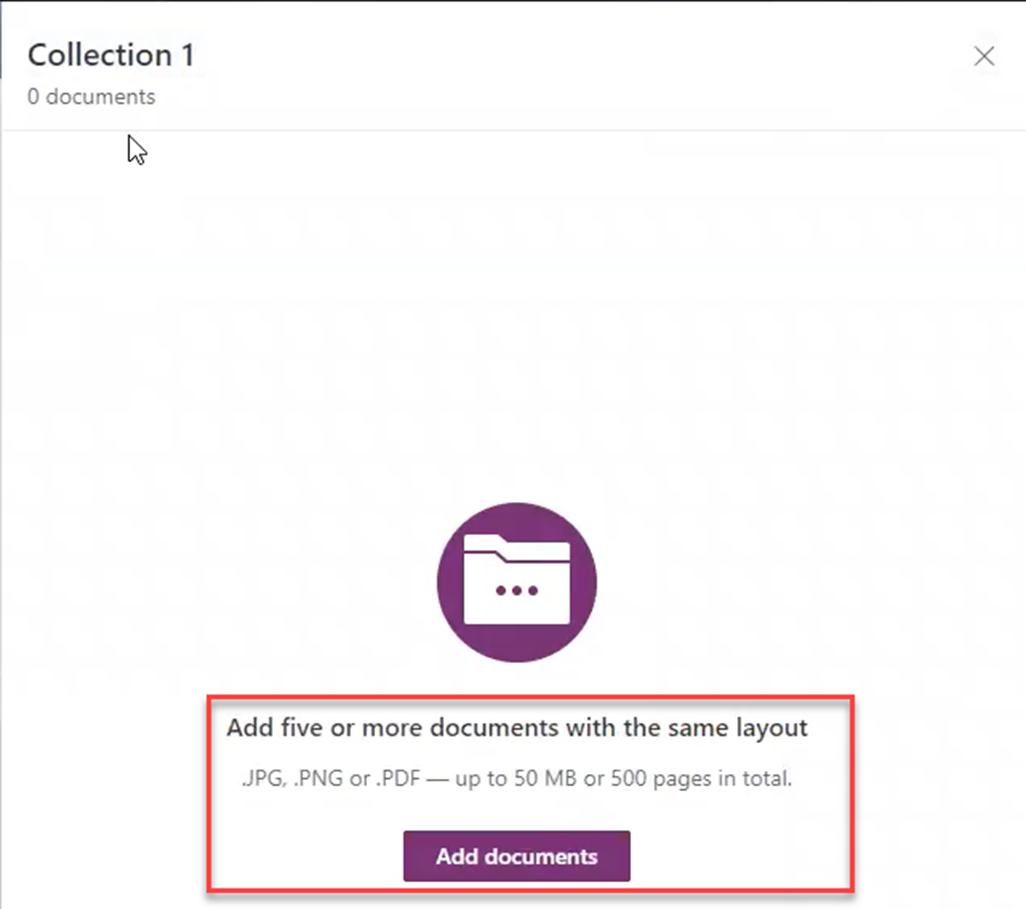 Collection 1
0 documents
Add five or more documents with the same layout
.JPG, .PNG or .PDF — up to 50 MB or 500 pages in total.
Add documents